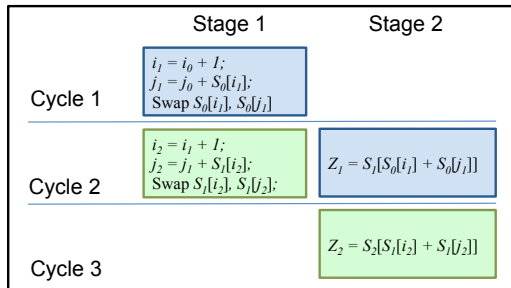 Stage 1 Stage 2
Cycle 1
i₁ = i₀ + 1;
j₁ = j₀ + S₀[i₁];
Swap S₀[i₁], S₀[j₁]
Cycle 2
i₂ = i₁ + 1;
j₂ = j₁ + S₁[i₂];
Swap S₁[i₂], S₁[j₂];
Z₁ = S₁[S₀[i₁] + S₀[j₁]]
Cycle 3
Z₂ = S₂[S₁[i₂] + S₁[j₂]]